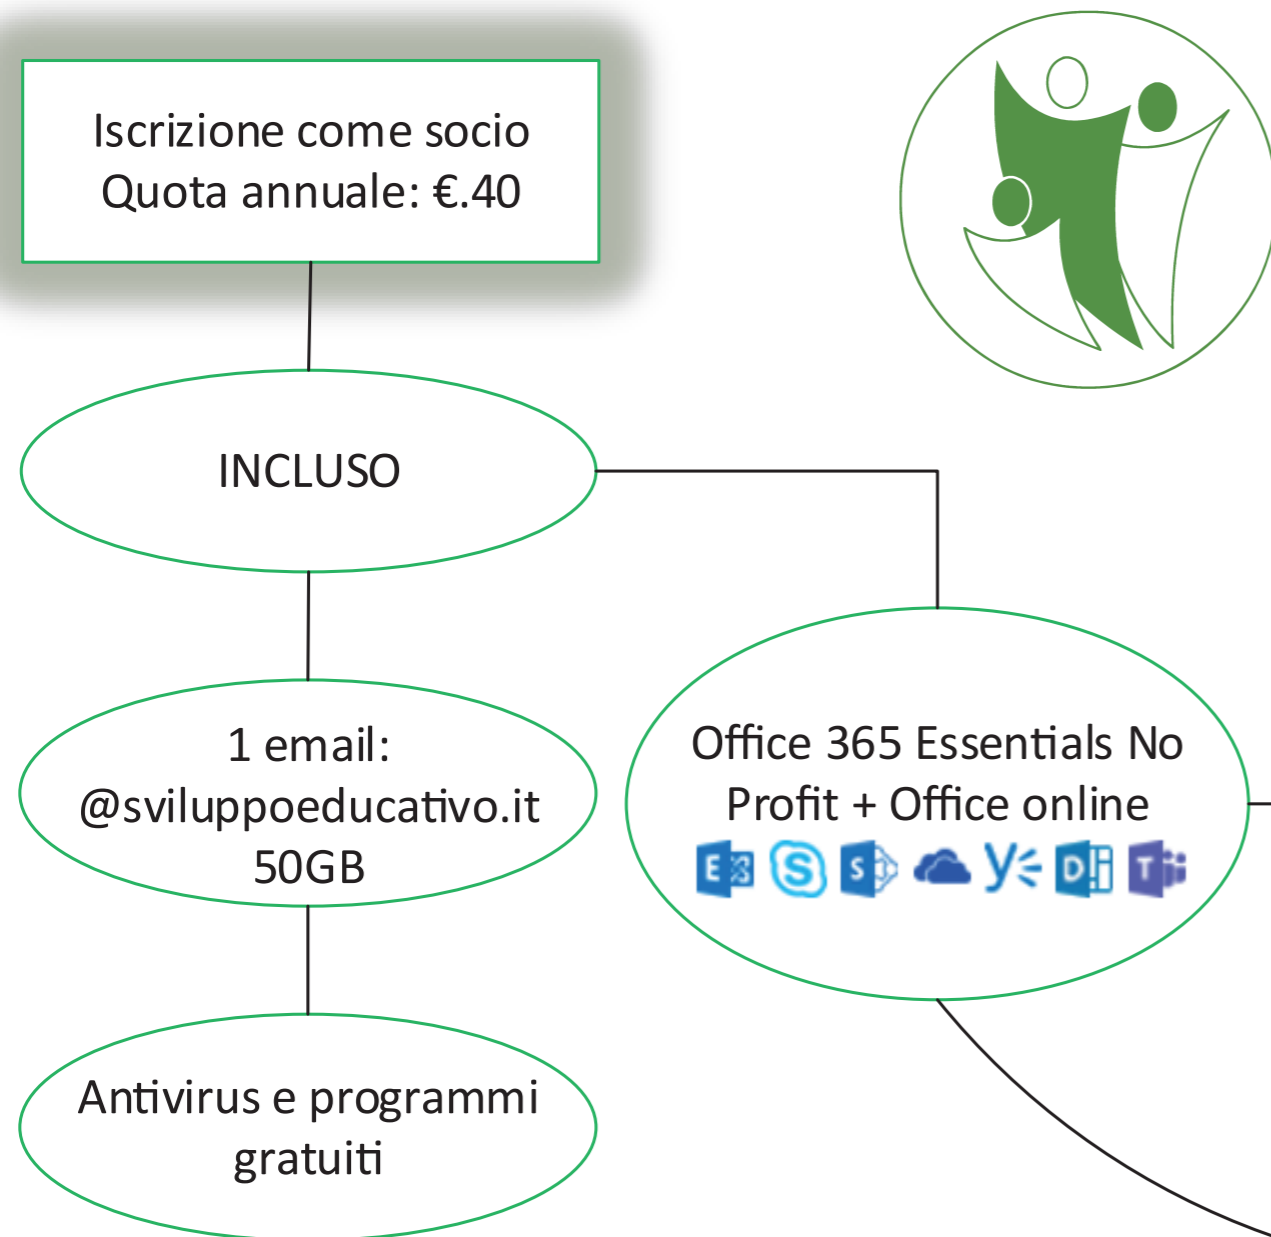 Iscrizione come socio
Quota annuale: €.40
INCLUSO
1 email:
@sviluppoeducativo.it
50GB
Office 365 Essentials No
Profit + Office online
Antivirus e programmi
gratuiti